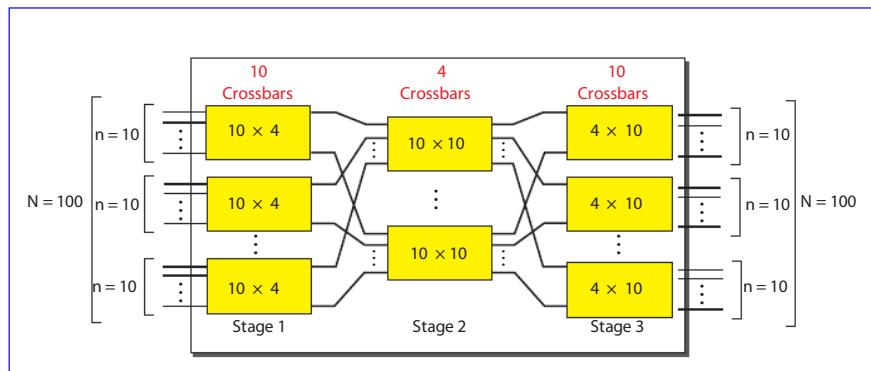 10 Crossbars
4 Crossbars
10 Crossbars
N = 100
n = 10
10 × 4
10 × 10
4 × 10
n = 10
N = 100
n = 10
10 × 4
4 × 10
n = 10
10 × 10
n = 10
10 × 4
4 × 10
n = 10
Stage 1
Stage 2
Stage 3